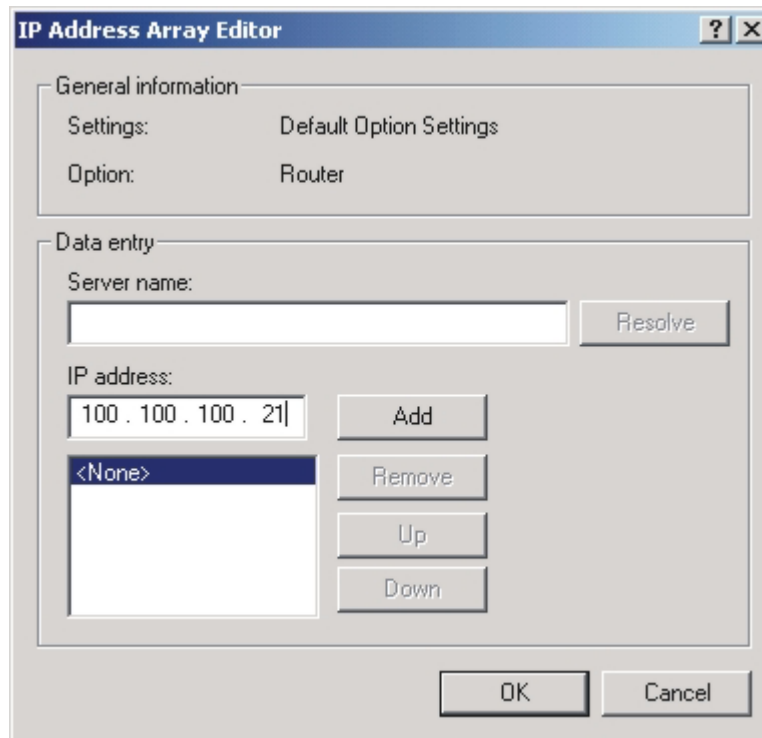 IP Address Array Editor
General information
Settings: Default Option Settings
Option: Router
Data entry
Server name:
Resolve
IP address:
100 . 100 . 100 . 21
Add
<None>
Remove
Up
Down
OK Cancel